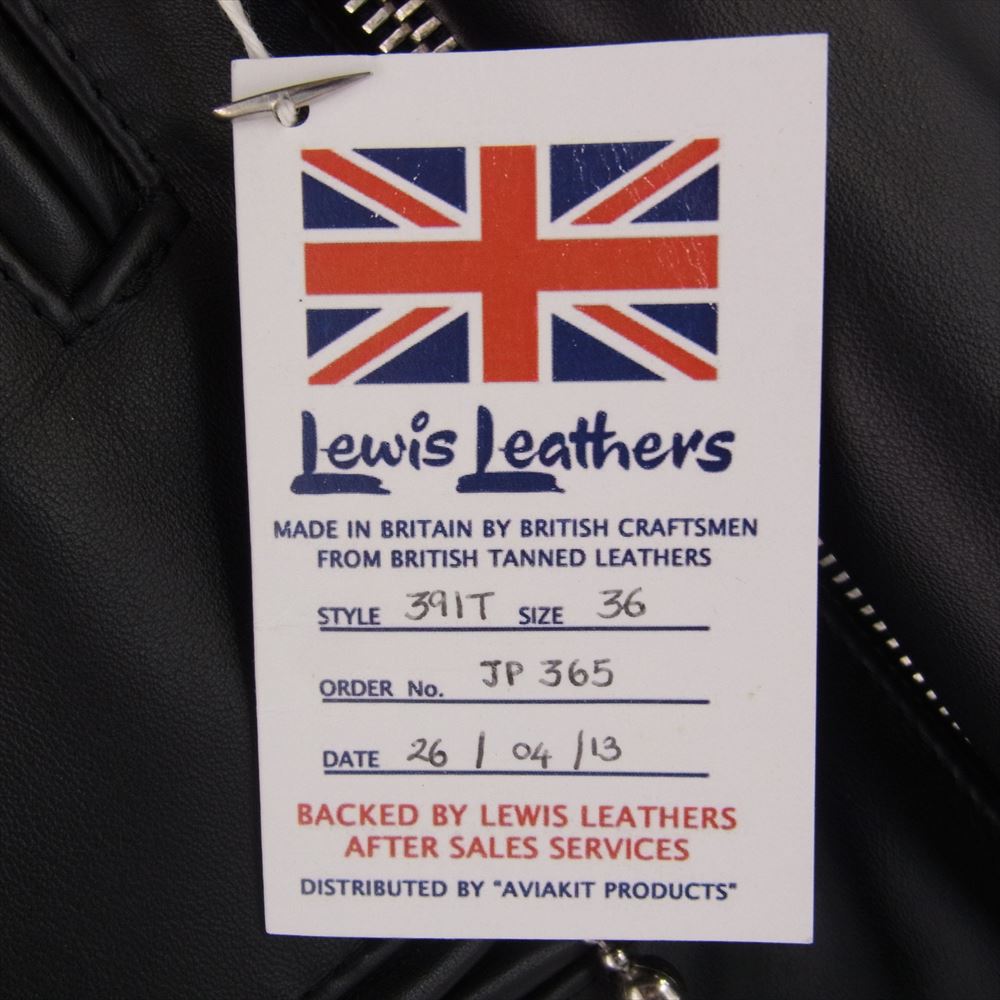 Lewis Leathers
MADE IN BRITAIN BY BRITISH CRAFTSMEN
FROM BRITISH TANNED LEATHERS
STYLE 391T SIZE 36
ORDER No. JP 365
DATE 26 / 04 / 13
BACKED BY LEWIS LEATHERS
AFTER SALES SERVICES
DISTRIBUTED BY "AVIAKIT PRODUCTS"